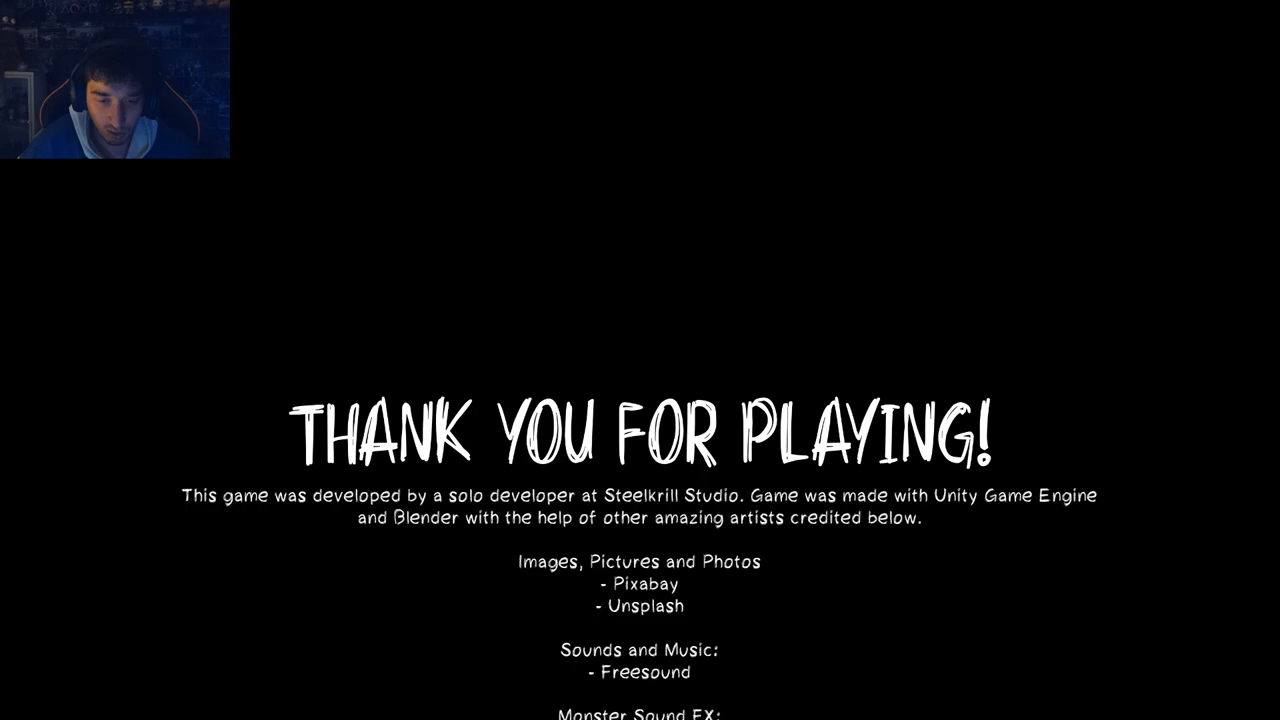 THANK YOU FOR PLAYING!
This game was developed by a solo developer at Steelkrill Studio. Game was made with Unity Game Engine
and Blender with the help of other amazing artists credited below.
Images, Pictures and Photos
- Pixabay
- Unsplash
Sounds and Music:
- Freesound
Monster Sound FX: